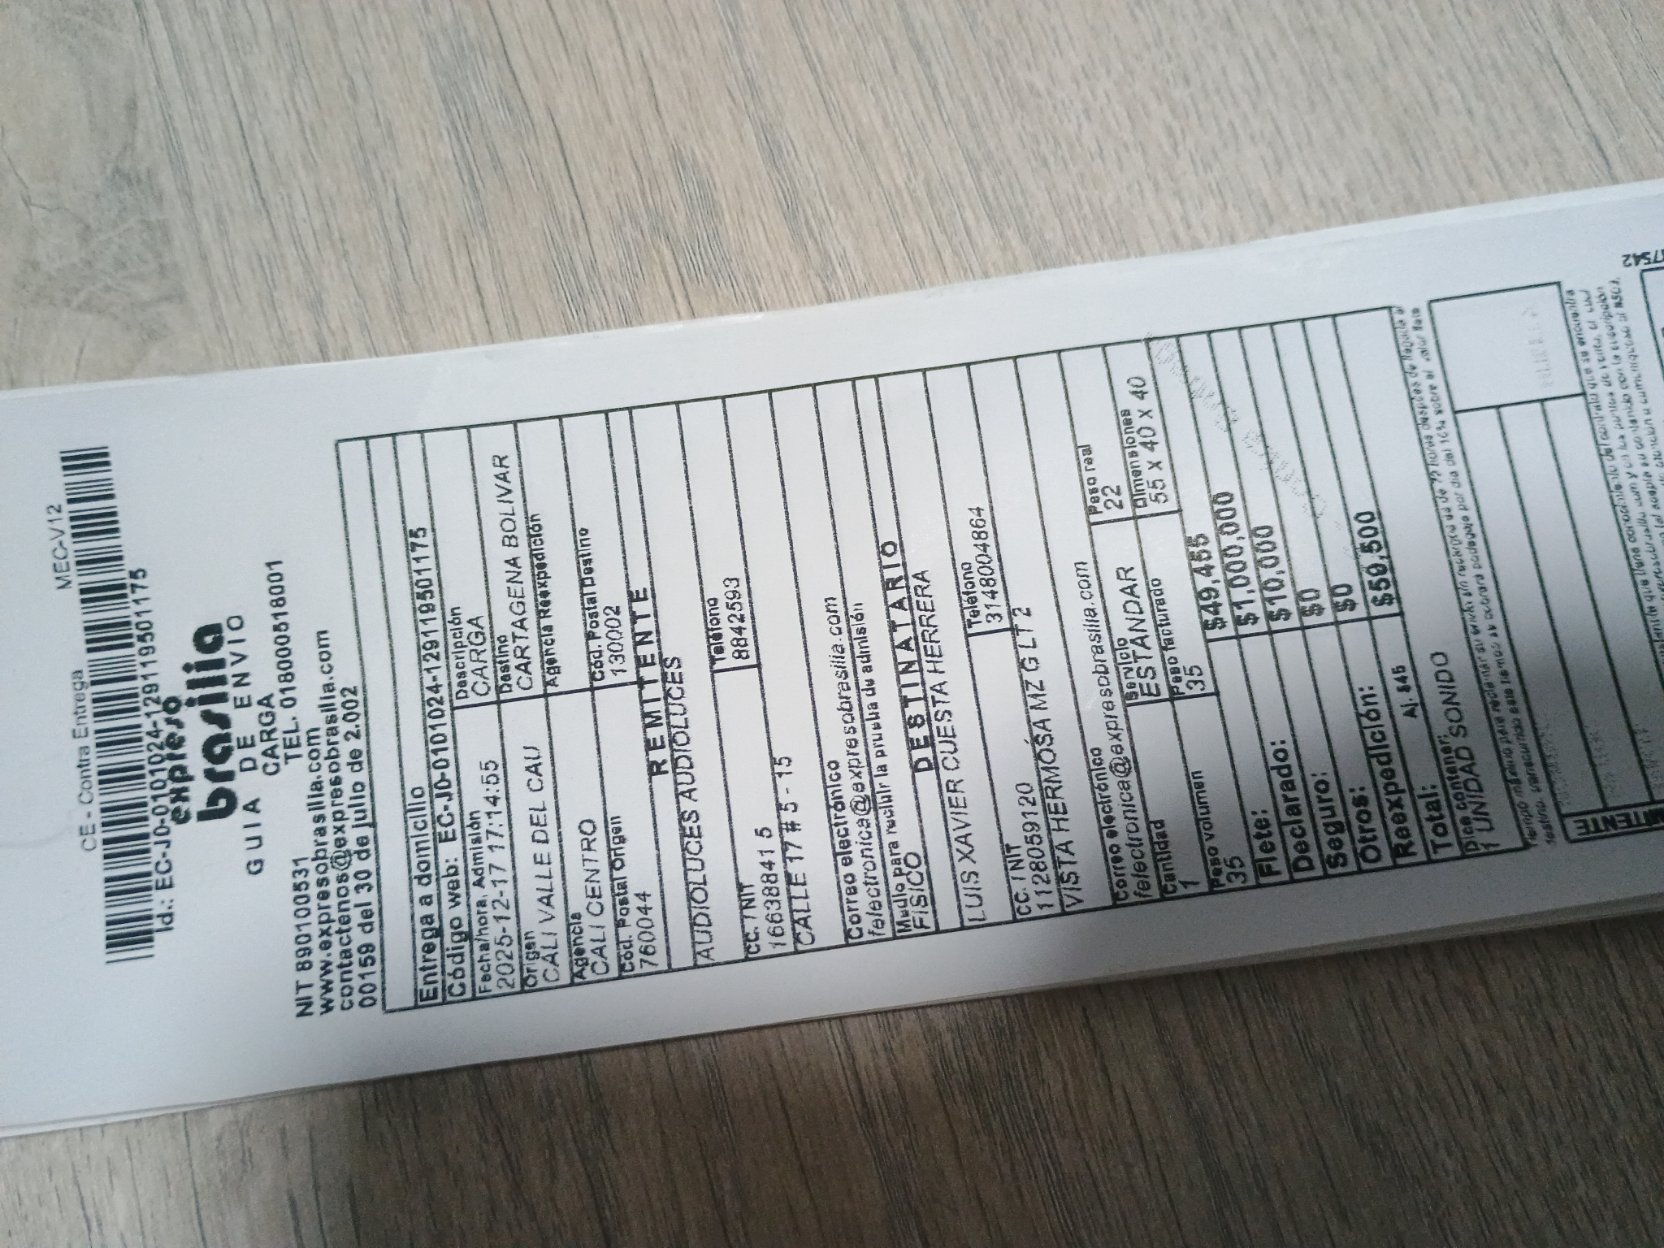 CE - Contra Entrega MEC-V12
Id.: EC-J0-0101024-1291195011​75
expreso
brasilia
GUIA DE ENVIO
CARGA
TEL. 018000518001
NIT 890100531
www.expresobrasilia.com
contactenos@expresobrasilia.com
00159 del 30 de julio de 2.002
Entrega a domicilio
Código web: EC-J0-0101024-129119501175
Fecha/hora. Admisión Descripción
2025-12-17 17:14:55 CARGA
Origen Destino
CALI VALLE DEL CAU CARTAGENA BOLIVAR
Agencia Agencia Reexpedición
CALI CENTRO
Cód. Postal Origen Cód. Postal Destino
760044 130002
REMITENTE
AUDIOLUCES AUDIOLUCES
CC. / NIT Teléfono
16638841 5 8842593
CALLE 17 # 5 - 15
Correo electrónico
felectronica@expresobrasilia.com
Medio para recibir la prueba de admisión
FISICO
DESTINATARIO
LUIS XAVIER CUESTA HERRERA
CC. / NIT Teléfono
1128059120 3148004864
VISTA HERMOSA MZ G LT 2
Correo electrónico
felectronica@expresobrasilia.com
Cantidad Servicio Peso real
1 ESTANDAR 22
Peso volumen Peso facturado Dimensiones
35 35 55 X 40 X 40
Flete: $49,455
Declarado: $1,000,000
Seguro: $10,000
Otros: $0
Reexpedición: $0
Total: Aj. $45 $59,500
Dice contener:
1 UNIDAD SONIDO